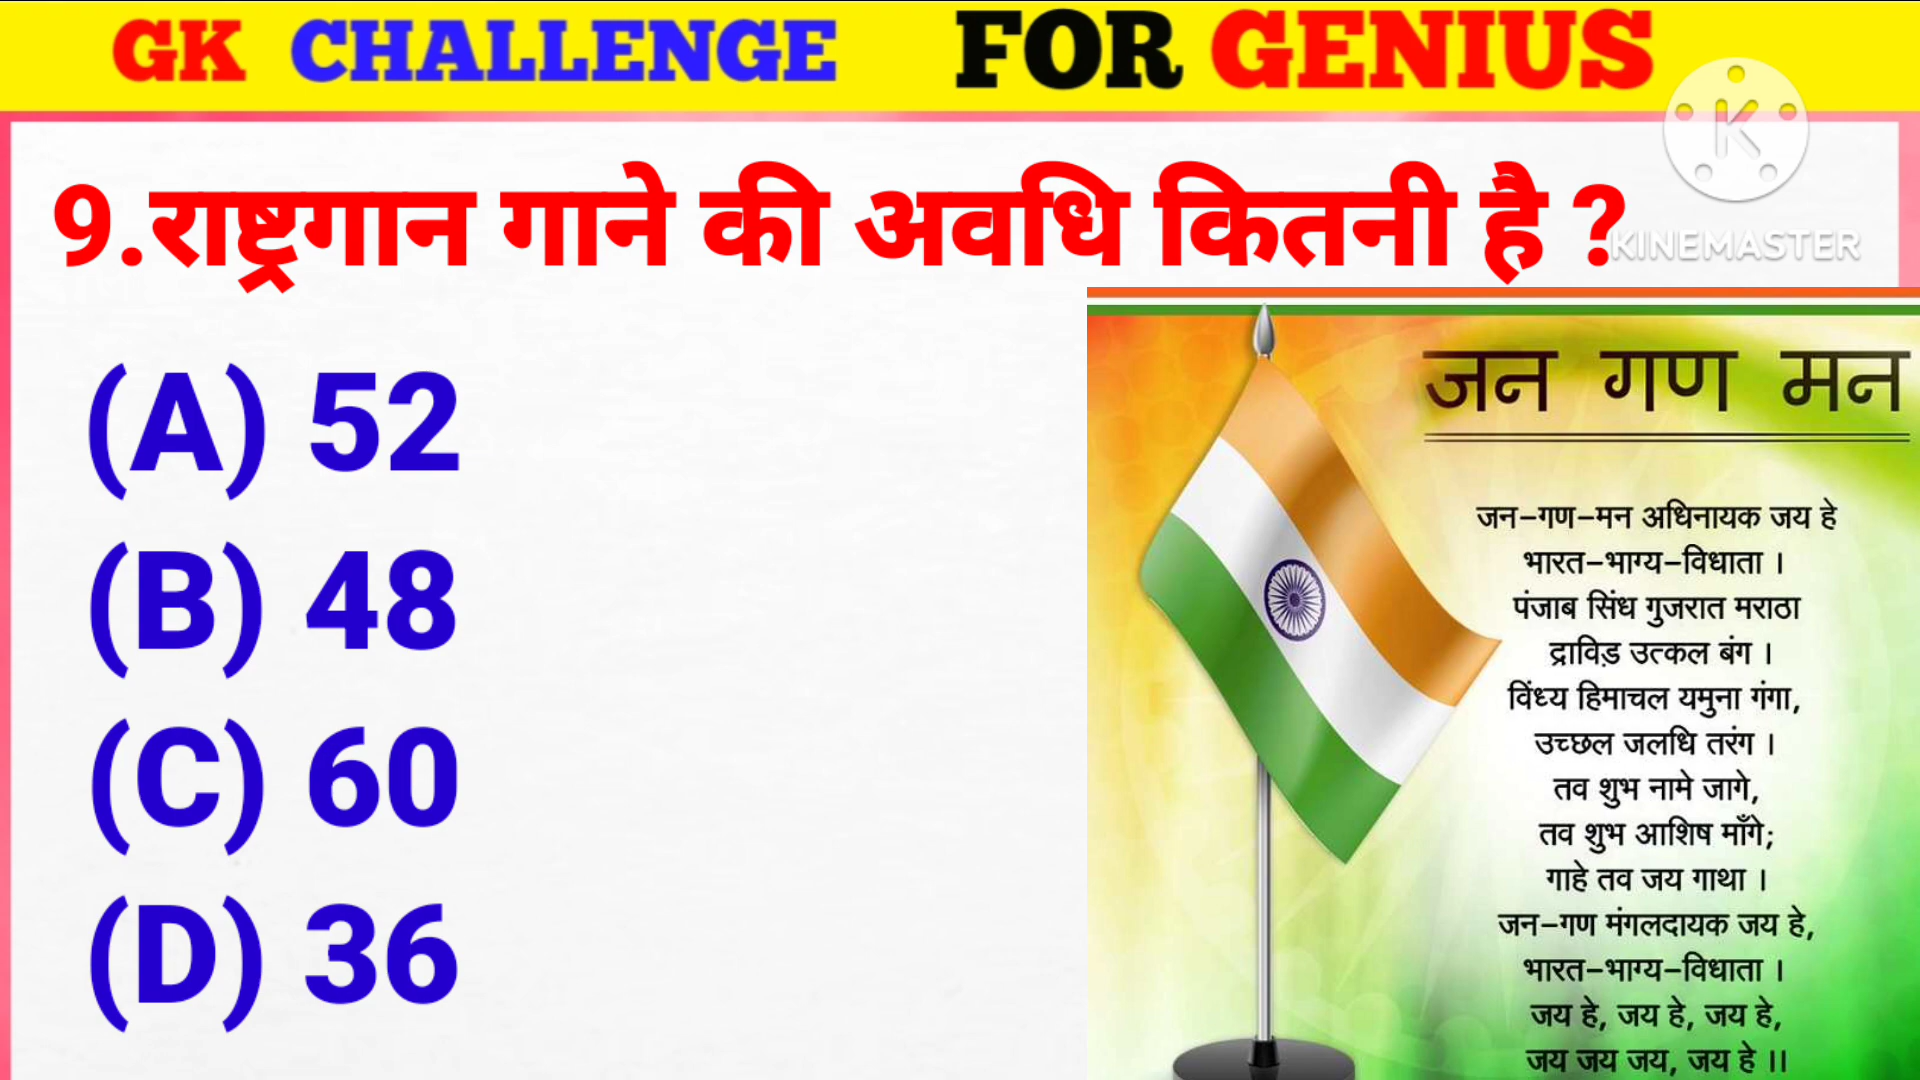 GK CHALLENGE FOR GENIUS
K
KINEMASTER
9.राष्ट्रगान गाने की अवधि कितनी है ?
(A) 52
(B) 48
(C) 60
(D) 36
जन गण मन
जन–गण–मन अधिनायक जय हे
भारत–भाग्य–विधाता ।
पंजाब सिंध गुजरात मराठा
द्राविड़ उत्कल बंग ।
विंध्य हिमाचल यमुना गंगा,
उच्छल जलधि तरंग ।
तव शुभ नामे जागे,
तव शुभ आशिष माँगे;
गाहे तव जय गाथा ।
जन–गण मंगलदायक जय हे,
भारत–भाग्य–विधाता ।
जय हे, जय हे, जय हे,
जय जय जय, जय हे ।।